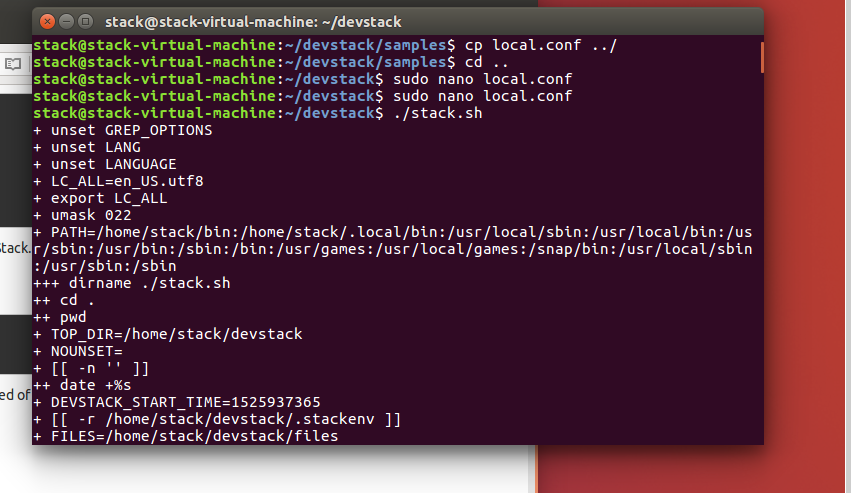 stack@stack-virtual-machine: ~/devstack
stack@stack-virtual-machine:~/devstack/samples$ cp local.conf ../
stack@stack-virtual-machine:~/devstack/samples$ cd ..
stack@stack-virtual-machine:~/devstack$ sudo nano local.conf
stack@stack-virtual-machine:~/devstack$ sudo nano local.conf
stack@stack-virtual-machine:~/devstack$ ./stack.sh
+ unset GREP_OPTIONS
+ unset LANG
+ unset LANGUAGE
+ LC_ALL=en_US.utf8
+ export LC_ALL
+ umask 022
+ PATH=/home/stack/bin:/home/stack/.local/bin:/usr/local/sbin:/usr/local/bin:/us
r/sbin:/usr/bin:/sbin:/bin:/usr/games:/usr/local/games:/snap/bin:/usr/local/sbin
:/usr/sbin:/sbin
+++ dirname ./stack.sh
++ cd .
++ pwd
+ TOP_DIR=/home/stack/devstack
+ NOUNSET=
+ [[ -n '' ]]
++ date +%s
+ DEVSTACK_START_TIME=1525937365
+ [[ -r /home/stack/devstack/.stackenv ]]
+ FILES=/home/stack/devstack/files
Stack.
ed of